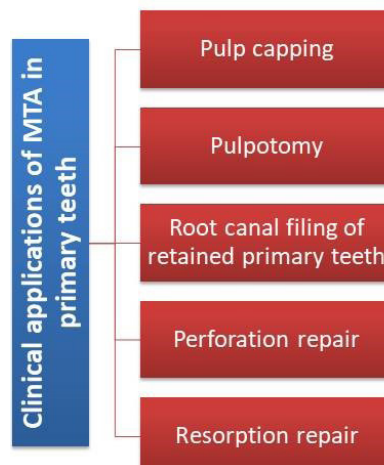 Clinical applications of MTA in
primary teeth
Pulp capping
Pulpotomy
Root canal filing of
retained primary teeth
Perforation repair
Resorption repair